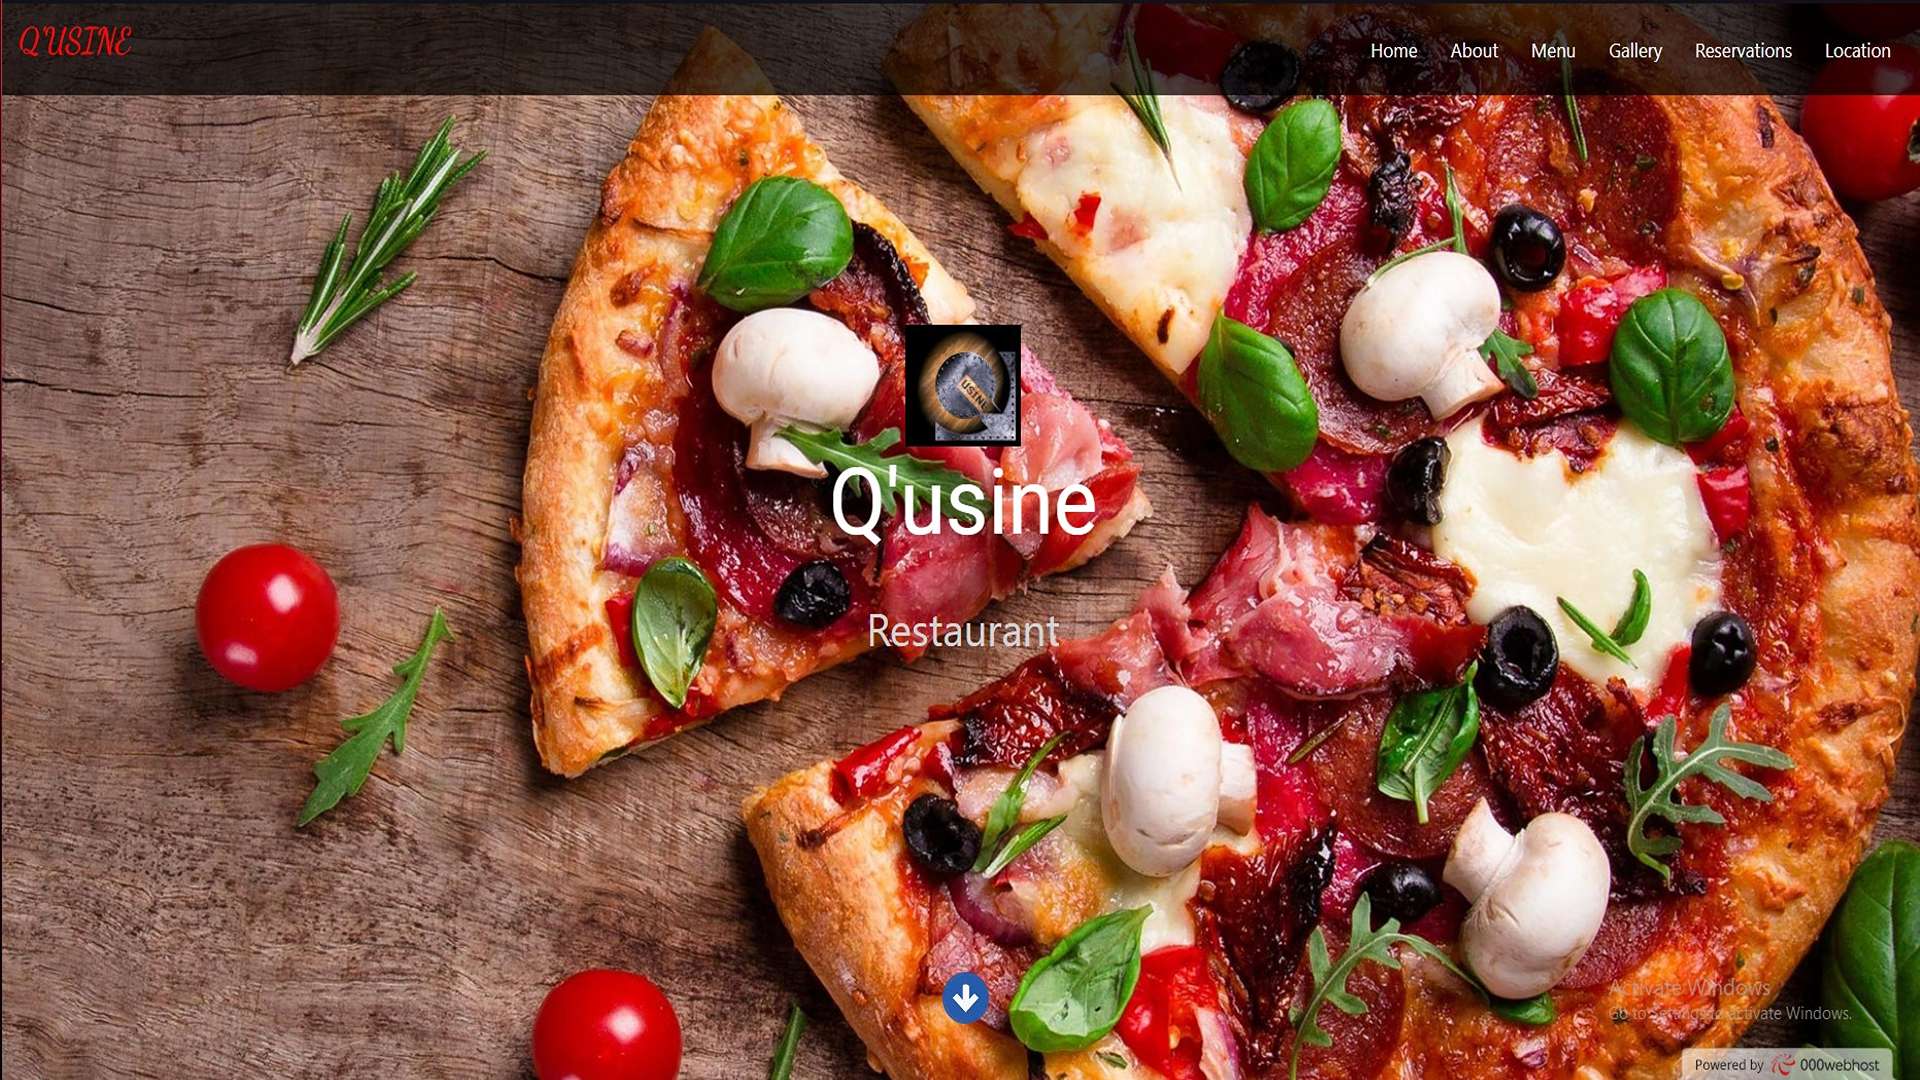 Q'USINE
Home About Menu Gallery Reservations Location
USINE
Q'usine
Restaurant
Activate Windows
Go to Settings to activate Windows.
Powered by 000webhost